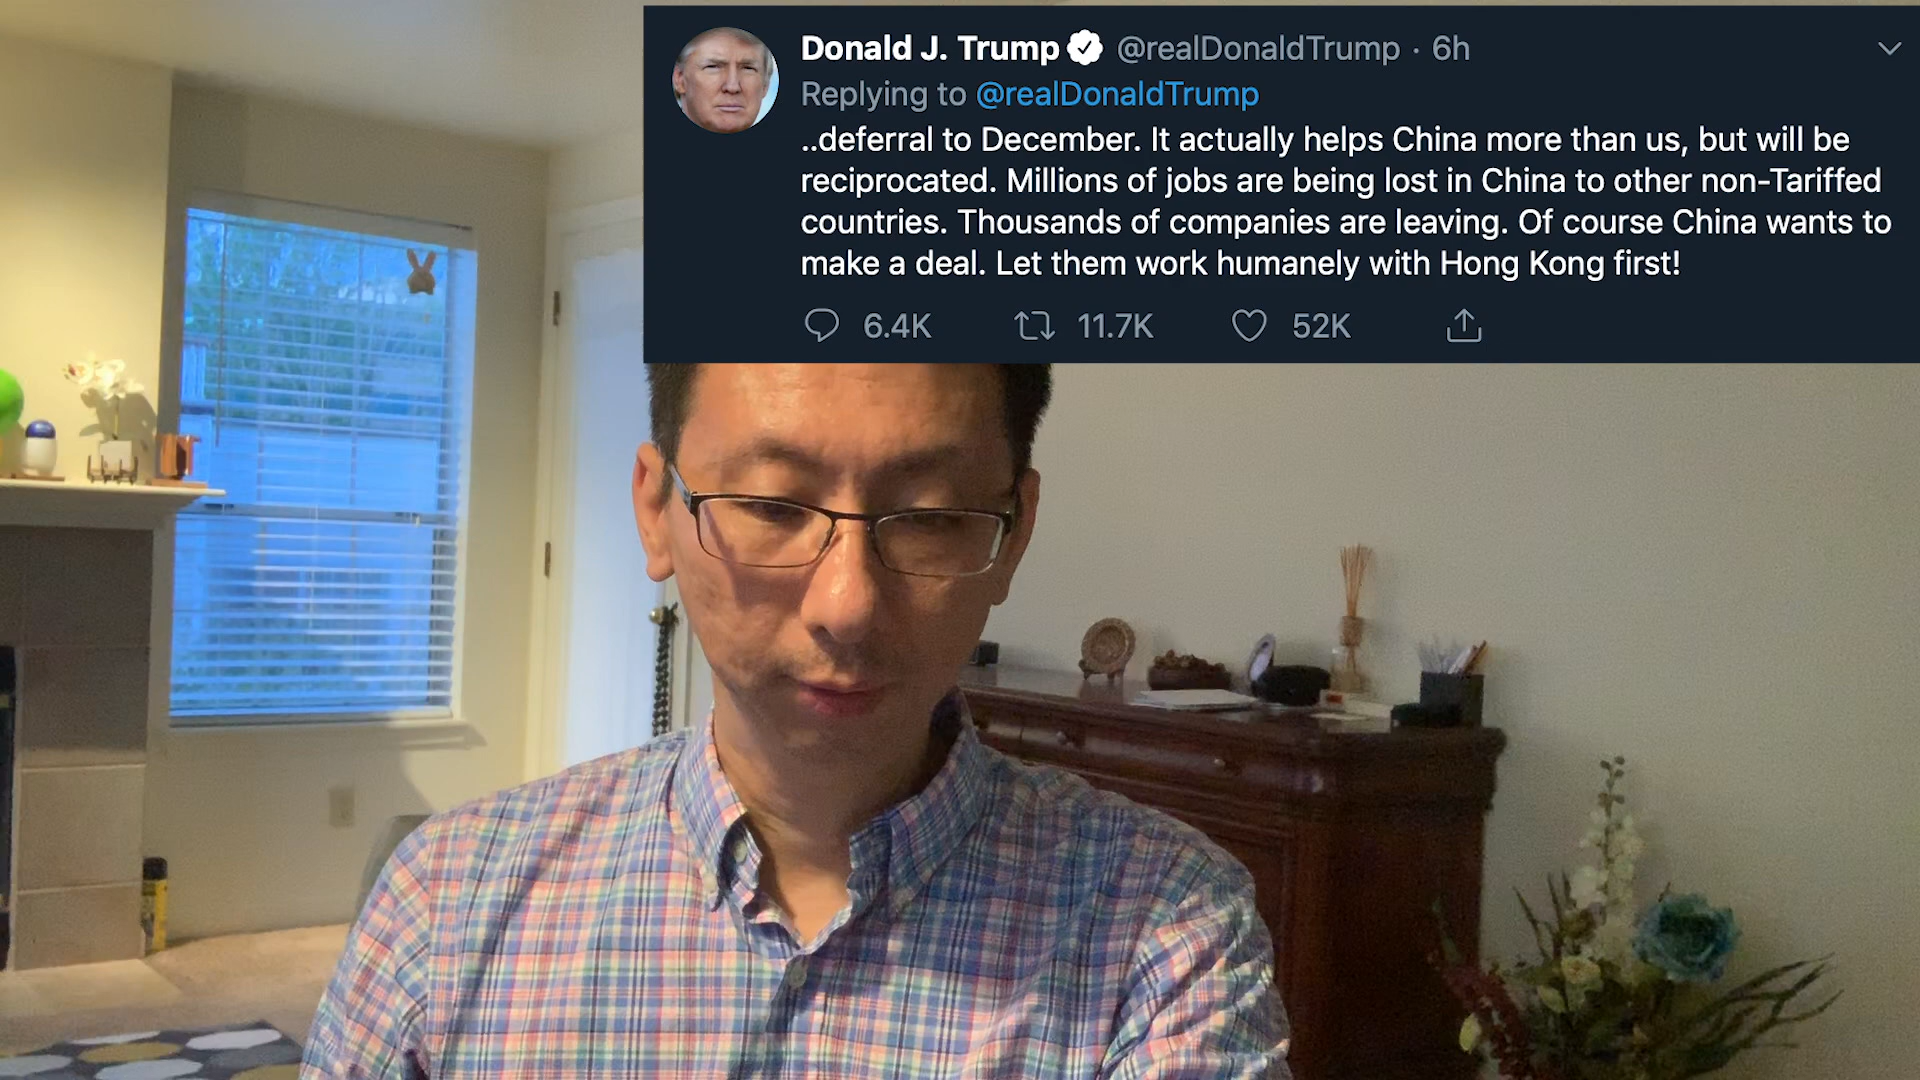 Donald J. Trump @realDonaldTrump · 6h
Replying to @realDonaldTrump
..deferral to December. It actually helps China more than us, but will be
reciprocated. Millions of jobs are being lost in China to other non-Tariffed
countries. Thousands of companies are leaving. Of course China wants to
make a deal. Let them work humanely with Hong Kong first!
6.4K 11.7K 52K